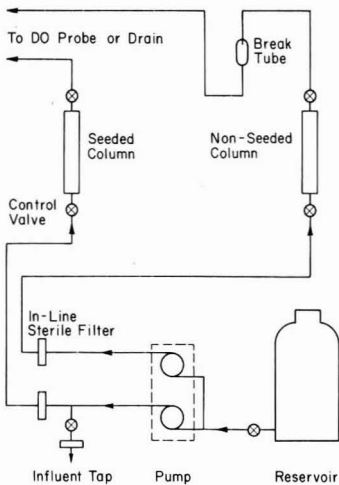 To DO Probe or Drain
Break
Tube
Seeded
Column
Non-Seeded
Column
Control
Valve
In-Line
Sterile Filter
Influent Tap
Pump
Reservoir